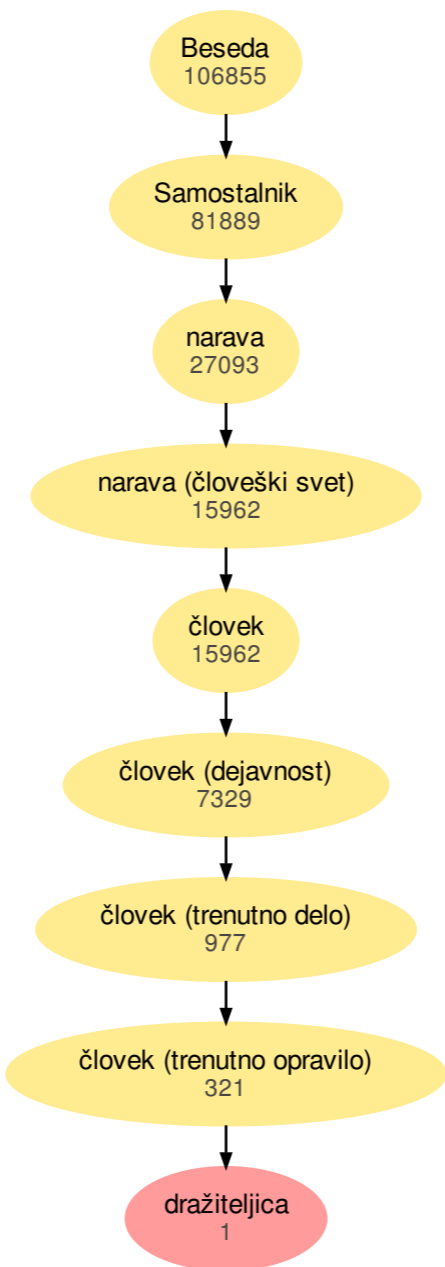 Beseda
106855
Samostalnik
81889
narava
27093
narava (človeški svet)
15962
človek
15962
človek (dejavnost)
7329
človek (trenutno delo)
977
človek (trenutno opravilo)
321
dražiteljica
1